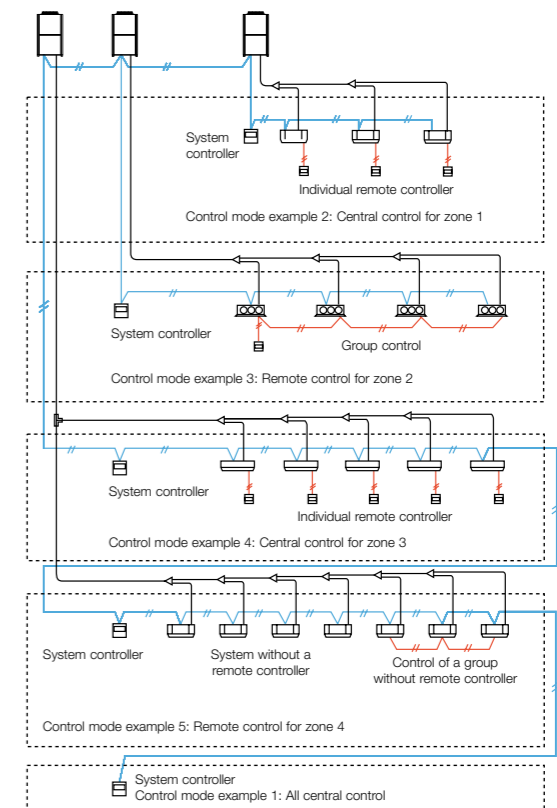 System
controller
Individual remote controller
Control mode example 2: Central control for zone 1
System controller
Group control
Control mode example 3: Remote control for zone 2
System controller
Individual remote controller
Control mode example 4: Central control for zone 3
System controller
System without a
remote controller
Control of a group
without remote controller
Control mode example 5: Remote control for zone 4
System controller
Control mode example 1: All central control